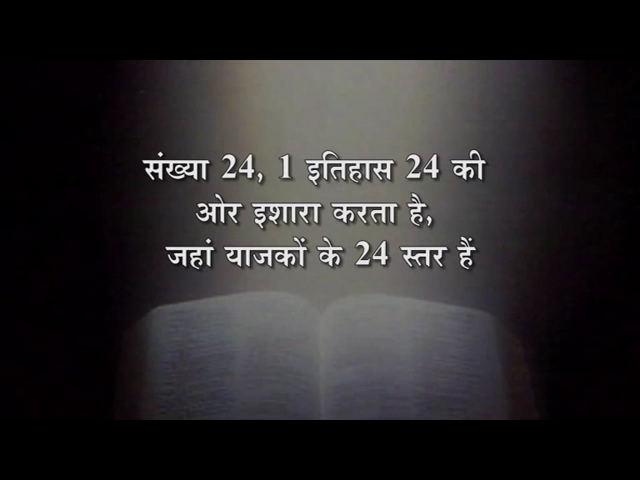 संख्या 24, 1 इतिहास 24 की
ओर इशारा करता है,
जहां याजकों के 24 स्तर हैं